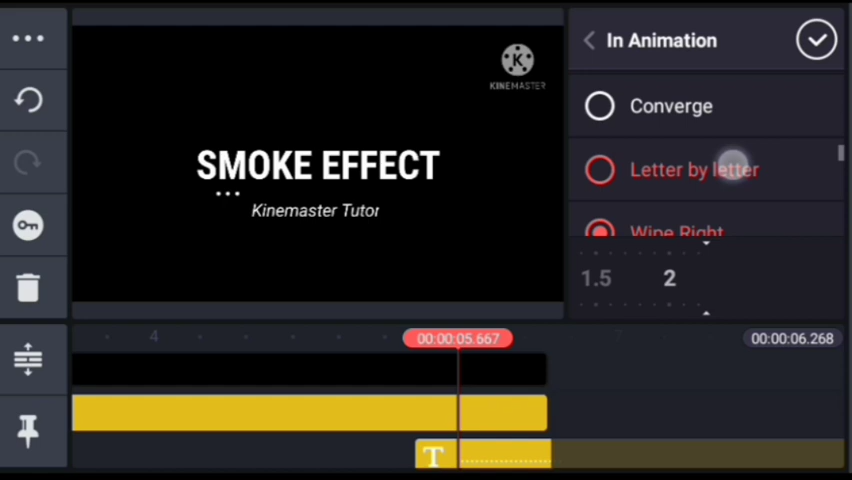 In Animation
KINEMASTER
Converge
SMOKE EFFECT
Letter by letter
Kinemaster Tutor
Wipe Right
1.5 2
4
00:00:05.667
00:00:06.268
T